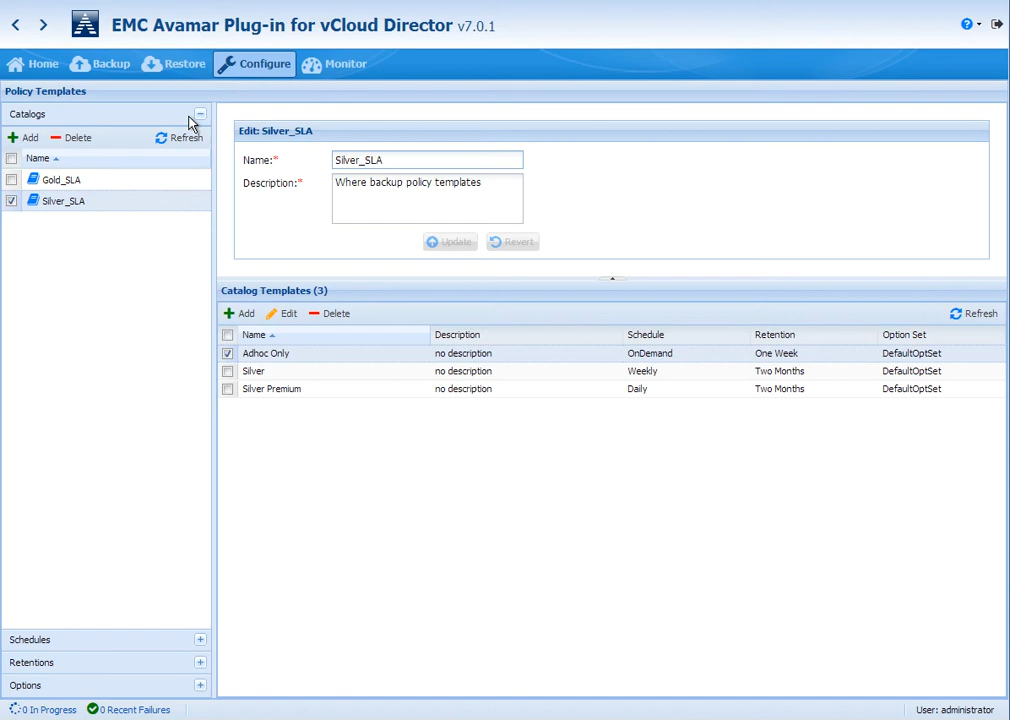 EMC Avamar Plug-in for vCloud Director v7.0.1
Home Backup Restore Configure Monitor
Policy Templates
Catalogs
Add Delete Refresh
Name
Gold_SLA
Silver_SLA
Schedules
Retentions
Options
Edit: Silver_SLA
Name:* Silver_SLA
Description:* Where backup policy templates
Update Revert
Catalog Templates (3)
Add Edit Delete Refresh
Name Description Schedule Retention Option Set
Adhoc Only no description OnDemand One Week DefaultOptSet
Silver no description Weekly Two Months DefaultOptSet
Silver Premium no description Daily Two Months DefaultOptSet
0 In Progress 0 Recent Failures User: administrator